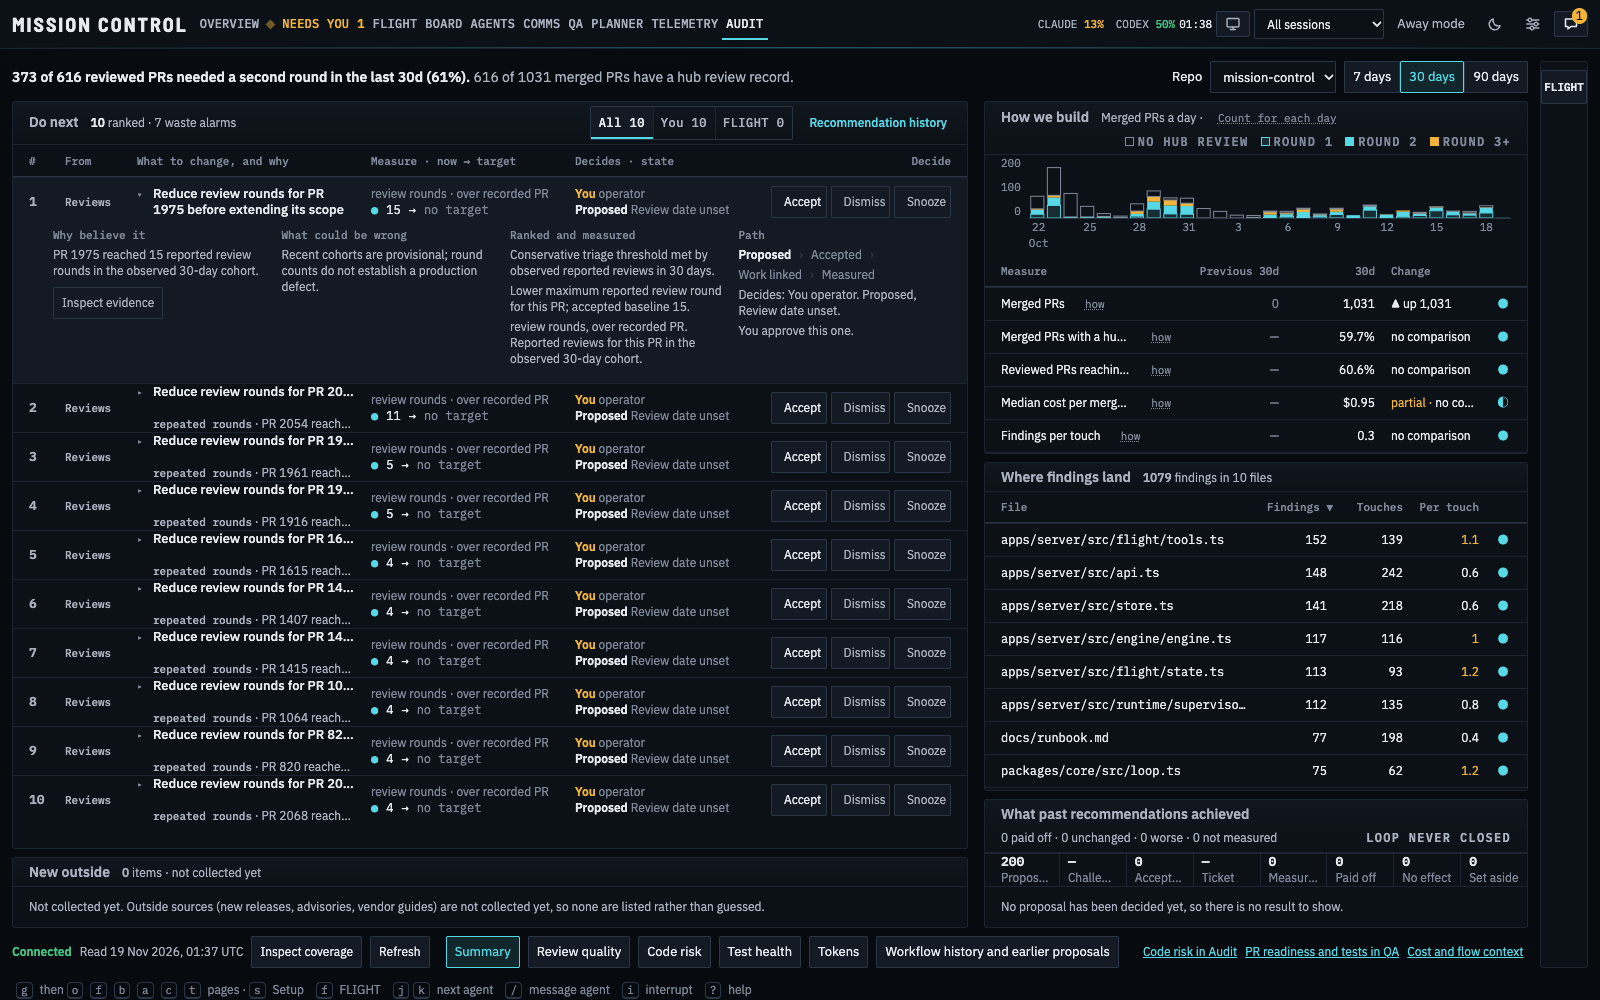 MISSION CONTROL OVERVIEW ◆ NEEDS YOU 1 FLIGHT BOARD AGENTS COMMS QA PLANNER TELEMETRY AUDIT CLAUDE 13% CODEX 50% 01:38 All sessions Away mode 1
373 of 616 reviewed PRs needed a second round in the last 30d (61%). 616 of 1031 merged PRs have a hub review record. Repo mission-control 7 days 30 days 90 days
FLIGHT
Do next 10 ranked · 7 waste alarms All 10 You 10 FLIGHT 0 Recommendation history
# From What to change, and why Measure · now → target Decides · state Decide
1 Reviews Reduce review rounds for PR 1975 before extending its scope review rounds · over recorded PR 15 → no target You operator Proposed Review date unset Accept Dismiss Snooze
Why believe it
PR 1975 reached 15 reported review
rounds in the observed 30-day cohort.
Inspect evidence
What could be wrong
Recent cohorts are provisional; round
counts do not establish a production
defect.
Ranked and measured
Conservative triage threshold met by
observed reported reviews in 30 days.
Lower maximum reported review round
for this PR; accepted baseline 15.
review rounds, over recorded PR.
Reported reviews for this PR in the
observed 30-day cohort.
Path
Proposed › Accepted ›
Work linked › Measured
Decides: You operator. Proposed,
Review date unset.
You approve this one.
2 Reviews Reduce review rounds for PR 20... repeated rounds · PR 2054 reach... review rounds · over recorded PR 11 → no target You operator Proposed Review date unset Accept Dismiss Snooze
3 Reviews Reduce review rounds for PR 19... repeated rounds · PR 1961 reach... review rounds · over recorded PR 5 → no target You operator Proposed Review date unset Accept Dismiss Snooze
4 Reviews Reduce review rounds for PR 19... repeated rounds · PR 1916 reach... review rounds · over recorded PR 5 → no target You operator Proposed Review date unset Accept Dismiss Snooze
5 Reviews Reduce review rounds for PR 16... repeated rounds · PR 1615 reach... review rounds · over recorded PR 4 → no target You operator Proposed Review date unset Accept Dismiss Snooze
6 Reviews Reduce review rounds for PR 14... repeated rounds · PR 1407 reach... review rounds · over recorded PR 4 → no target You operator Proposed Review date unset Accept Dismiss Snooze
7 Reviews Reduce review rounds for PR 14... repeated rounds · PR 1415 reach... review rounds · over recorded PR 4 → no target You operator Proposed Review date unset Accept Dismiss Snooze
8 Reviews Reduce review rounds for PR 10... repeated rounds · PR 1064 reach... review rounds · over recorded PR 4 → no target You operator Proposed Review date unset Accept Dismiss Snooze
9 Reviews Reduce review rounds for PR 82... repeated rounds · PR 820 reache... review rounds · over recorded PR 4 → no target You operator Proposed Review date unset Accept Dismiss Snooze
10 Reviews Reduce review rounds for PR 20... repeated rounds · PR 2068 reach... review rounds · over recorded PR 4 → no target You operator Proposed Review date unset Accept Dismiss Snooze
New outside 0 items · not collected yet
Not collected yet. Outside sources (new releases, advisories, vendor guides) are not collected yet, so none are listed rather than guessed.
How we build Merged PRs a day · Count for each day
NO HUB REVIEW ROUND 1 ROUND 2 ROUND 3+
200
100
0
22 25 28 31 3 6 9 12 15 18
Oct
Measure Previous 30d 30d Change
Merged PRs how 0 1,031 ▲ up 1,031
Merged PRs with a hu... how — 59.7% no comparison
Reviewed PRs reachin... how — 60.6% no comparison
Median cost per merg... how — $0.95 partial · no co...
Findings per touch how — 0.3 no comparison
Where findings land 1079 findings in 10 files
File Findings ▼ Touches Per touch
apps/server/src/flight/tools.ts 152 139 1.1
apps/server/src/api.ts 148 242 0.6
apps/server/src/store.ts 141 218 0.6
apps/server/src/engine/engine.ts 117 116 1
apps/server/src/flight/state.ts 113 93 1.2
apps/server/src/runtime/superviso... 112 135 0.8
docs/runbook.md 77 198 0.4
packages/core/src/loop.ts 75 62 1.2
What past recommendations achieved
0 paid off · 0 unchanged · 0 worse · 0 not measured LOOP NEVER CLOSED
200 — 0 — 0 0 0 0
Propos... Challe... Accept... Ticket Measur... Paid off No effect Set aside
No proposal has been decided yet, so there is no result to show.
Connected Read 19 Nov 2026, 01:37 UTC Inspect coverage Refresh Summary Review quality Code risk Test health Tokens Workflow history and earlier proposals Code risk in Audit PR readiness and tests in QA Cost and flow context
g then o f b a c t pages · s Setup f FLIGHT j k next agent / message agent i interrupt ? help